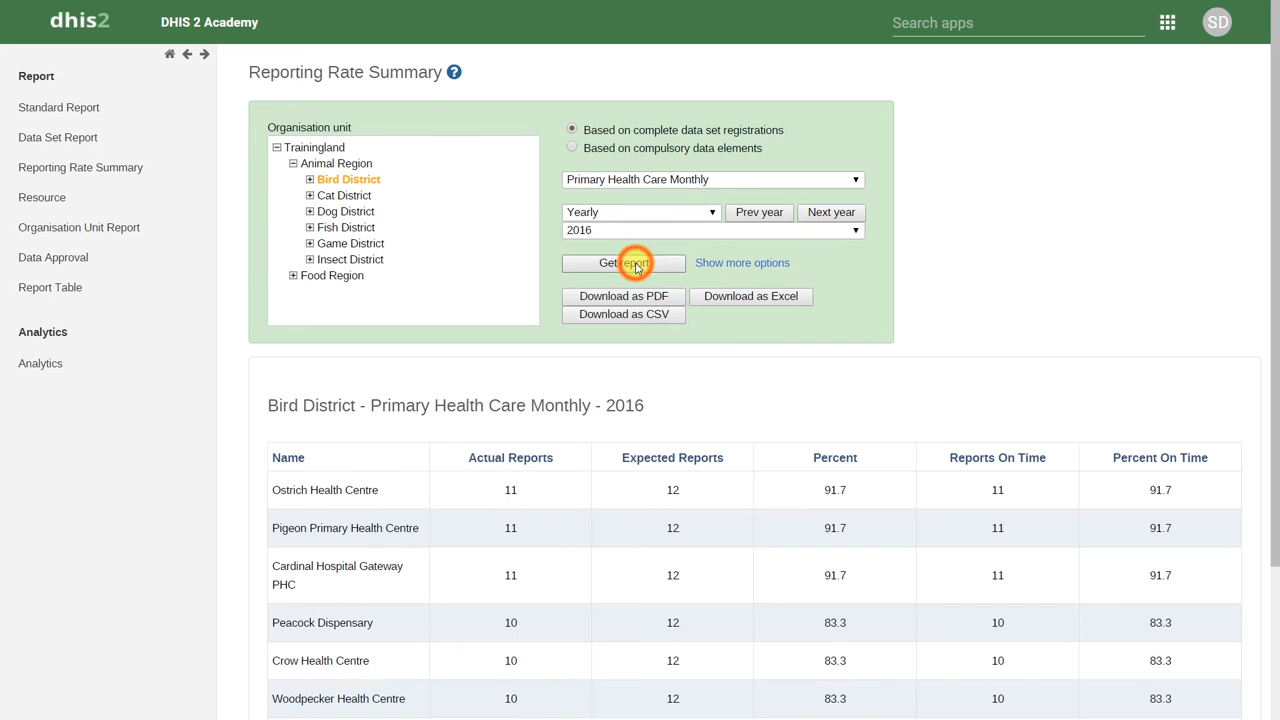 dhis2 DHIS 2 Academy Search apps SD
Report
Standard Report
Data Set Report
Reporting Rate Summary
Resource
Organisation Unit Report
Data Approval
Report Table
Analytics
Analytics
Reporting Rate Summary ?
Organisation unit
Trainingland
Animal Region
Bird District
Cat District
Dog District
Fish District
Game District
Insect District
Food Region
Based on complete data set registrations
Based on compulsory data elements
Primary Health Care Monthly
Yearly Prev year Next year
2016
Get report Show more options
Download as PDF Download as Excel
Download as CSV
Bird District - Primary Health Care Monthly - 2016
Name Actual Reports Expected Reports Percent Reports On Time Percent On Time
Ostrich Health Centre 11 12 91.7 11 91.7
Pigeon Primary Health Centre 11 12 91.7 11 91.7
Cardinal Hospital Gateway
PHC 11 12 91.7 11 91.7
Peacock Dispensary 10 12 83.3 10 83.3
Crow Health Centre 10 12 83.3 10 83.3
Woodpecker Health Centre 10 12 83.3 10 83.3